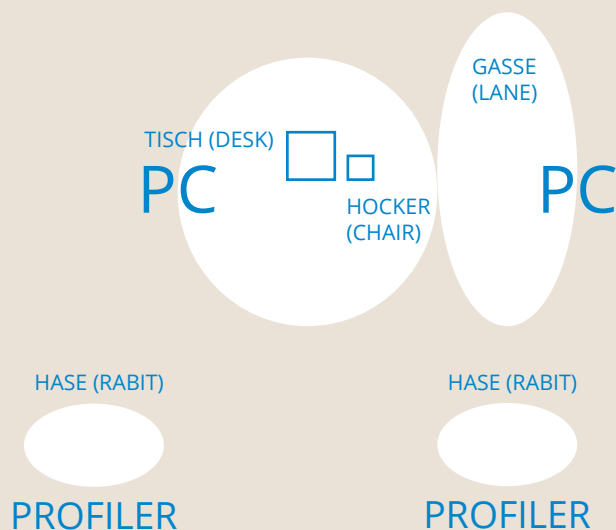 GASSE
(LANE)
TISCH (DESK)
PC
PC
HOCKER
(CHAIR)
HASE (RABIT)
HASE (RABIT)
PROFILER
PROFILER